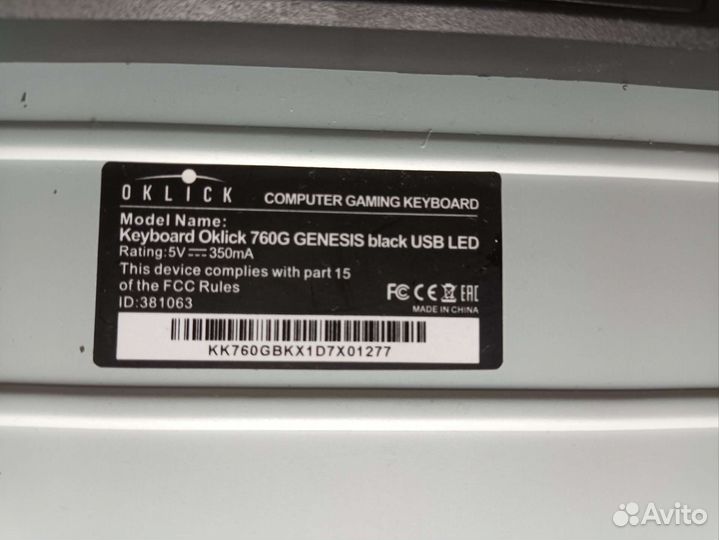 OKLICK COMPUTER GAMING KEYBOARD
Model Name:
Keyboard Oklick 760G GENESIS black USB LED
Rating:5V 350mA
This device complies with part 15
of the FCC Rules
FC CE EAC
ID:381063
MADE IN CHINA
KK760GBKX1D7X01277
Avito